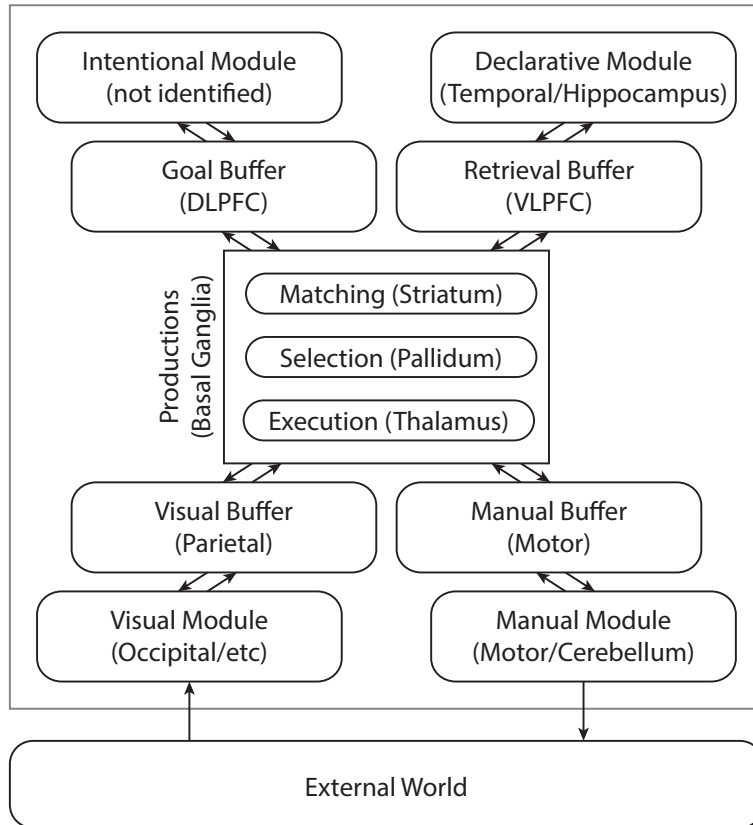 Intentional Module
(not identified)
Declarative Module
(Temporal/Hippocampus)
Goal Buffer
(DLPFC)
Retrieval Buffer
(VLPFC)
Productions
(Basal Ganglia)
Matching (Striatum)
Selection (Pallidum)
Execution (Thalamus)
Visual Buffer
(Parietal)
Manual Buffer
(Motor)
Visual Module
(Occipital/etc)
Manual Module
(Motor/Cerebellum)
External World